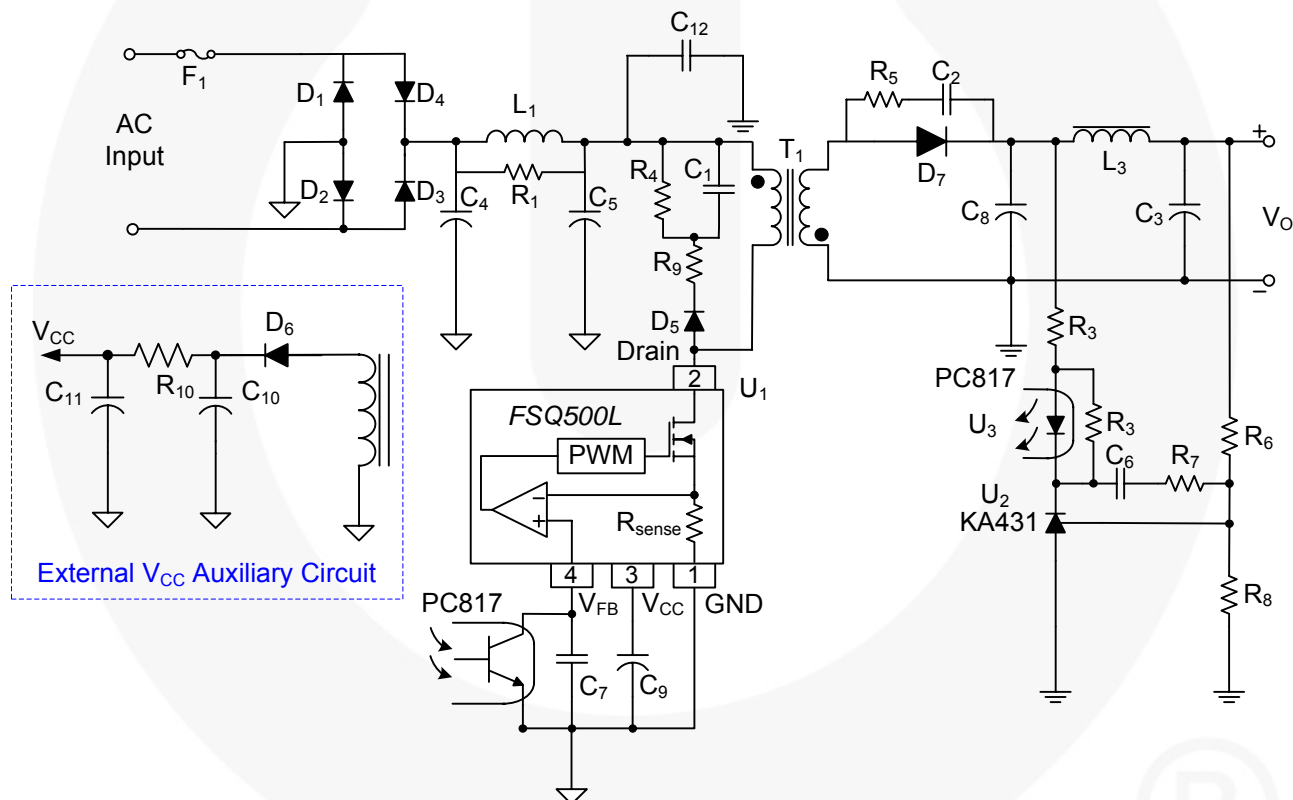 C12
F1
D1
D4
AC
Input
L1
R5
C2
T1
D7
L3
+
D2
D3
C4
R1
C5
R4
C1
C8
C3
VO
−
R9
D5
Drain
R3
VCC
D6
C11
R10
C10
External VCC Auxiliary Circuit
2
U1
FSQ500L
PWM
−
+
Rsense
4
3
1
VFB
VCC
GND
PC817
C7
C9
PC817
U3
R3
C6
R7
R6
U2
KA431
R8
®